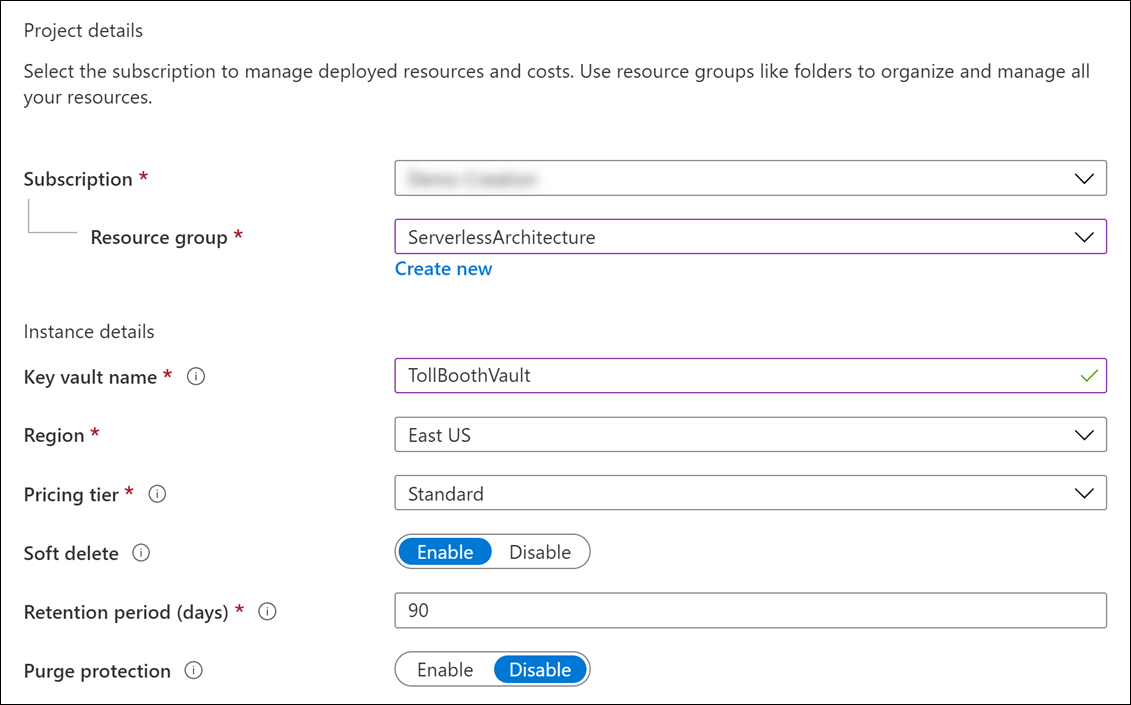 Project details
Select the subscription to manage deployed resources and costs. Use resource groups like folders to organize and manage all
your resources.
Subscription *
Resource group *
ServerlessArchitecture
Create new
Instance details
Key vault name *
TollBoothVault
Region *
East US
Pricing tier *
Standard
Soft delete
Enable Disable
Retention period (days) *
90
Purge protection
Enable Disable